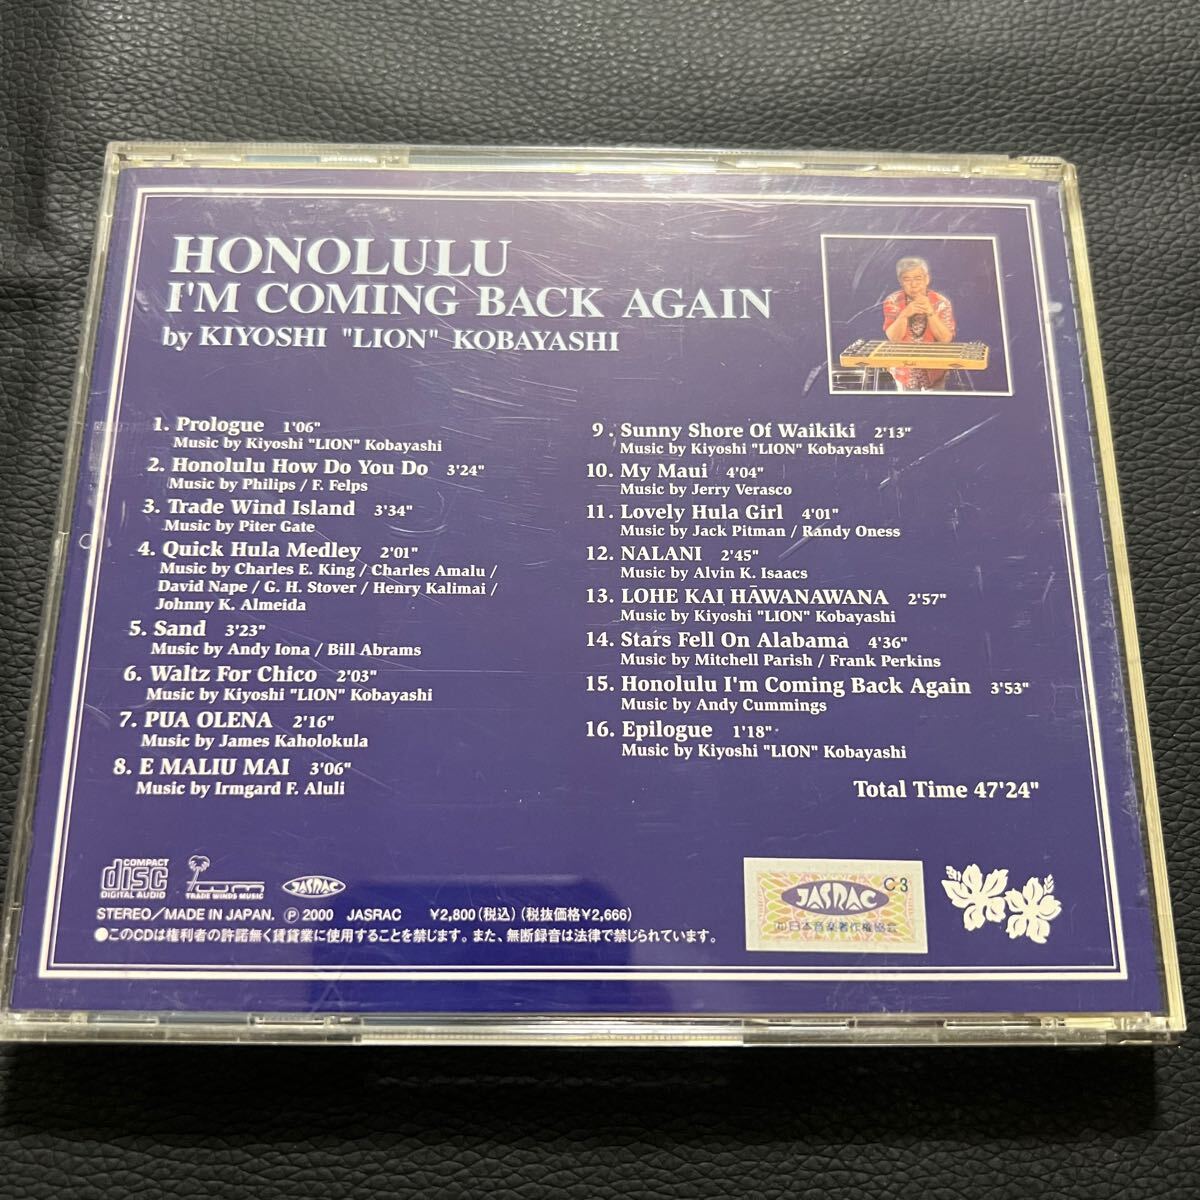 HONOLULU
I'M COMING BACK AGAIN
by KIYOSHI "LION" KOBAYASHI
1. Prologue 1'06"
Music by Kiyoshi "LION" Kobayashi
2. Honolulu How Do You Do 3'24"
Music by Philips / F. Felps
3. Trade Wind Island 3'34"
Music by Piter Gate
4. Quick Hula Medley 2'01"
Music by Charles E. King / Charles Amalu /
David Nape / G. H. Stover / Henry Kalimai /
Johnny K. Almeida
5. Sand 3'23"
Music by Andy Iona / Bill Abrams
6. Waltz For Chico 2'03"
Music by Kiyoshi "LION" Kobayashi
7. PUA OLENA 2'16"
Music by James Kaholokula
8. E MALIU MAI 3'06"
Music by Irmgard F. Aluli
9. Sunny Shore Of Waikiki 2'13"
Music by Kiyoshi "LION" Kobayashi
10. My Maui 4'04"
Music by Jerry Verasco
11. Lovely Hula Girl 4'01"
Music by Jack Pitman / Randy Oness
12. NALANI 2'45"
Music by Alvin K. Isaacs
13. LOHE KAI HĀWANAWANA 2'57"
Music by Kiyoshi "LION" Kobayashi
14. Stars Fell On Alabama 4'36"
Music by Mitchell Parish / Frank Perkins
15. Honolulu I'm Coming Back Again 3'53"
Music by Andy Cummings
16. Epilogue 1'18"
Music by Kiyoshi "LION" Kobayashi
Total Time 47'24"
COMPACT
disc
DIGITAL AUDIO
TWM
TRADE WINDS MUSIC
JASRAC
STEREO/MADE IN JAPAN. Ⓟ 2000 JASRAC ¥2,800(税込)(税抜価格¥2,666)
●このCDは権利者の許諾無く賃貸業に使用することを禁じます。また、無断録音は法律で禁じられています。
C3
JASRAC
(社)日本音楽著作権協会